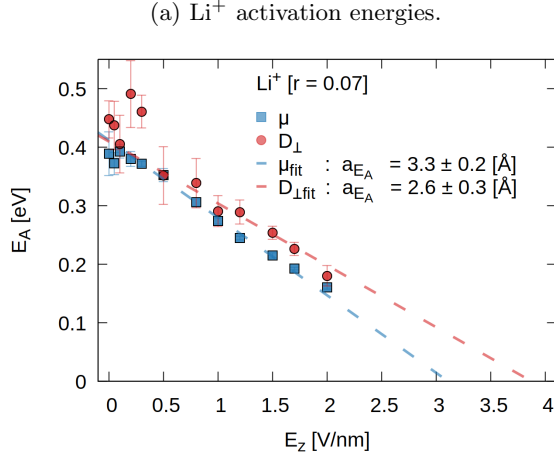 (a) Li⁺ activation energies.
Li⁺ [r = 0.07]
μ
D⊥
μfit : aEA = 3.3 ± 0.2 [Å]
D⊥fit : aEA = 2.6 ± 0.3 [Å]
EA [eV]
0.5
0.4
0.3
0.2
0.1
0
0 0.5 1 1.5 2 2.5 3 3.5 4
Ez [V/nm]